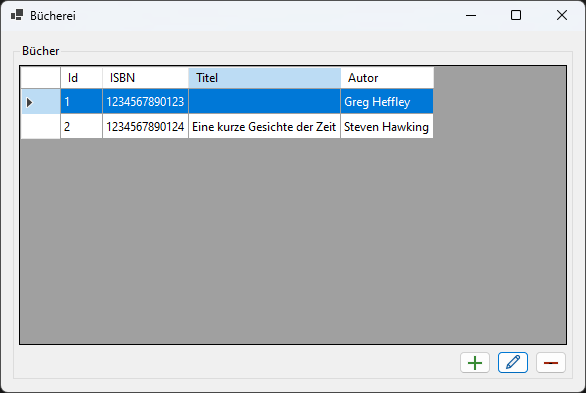 Bücherei
Bücher
Id ISBN Titel Autor
1 1234567890123 Greg Heffley
2 1234567890124 Eine kurze Gesichte der Zeit Steven Hawking